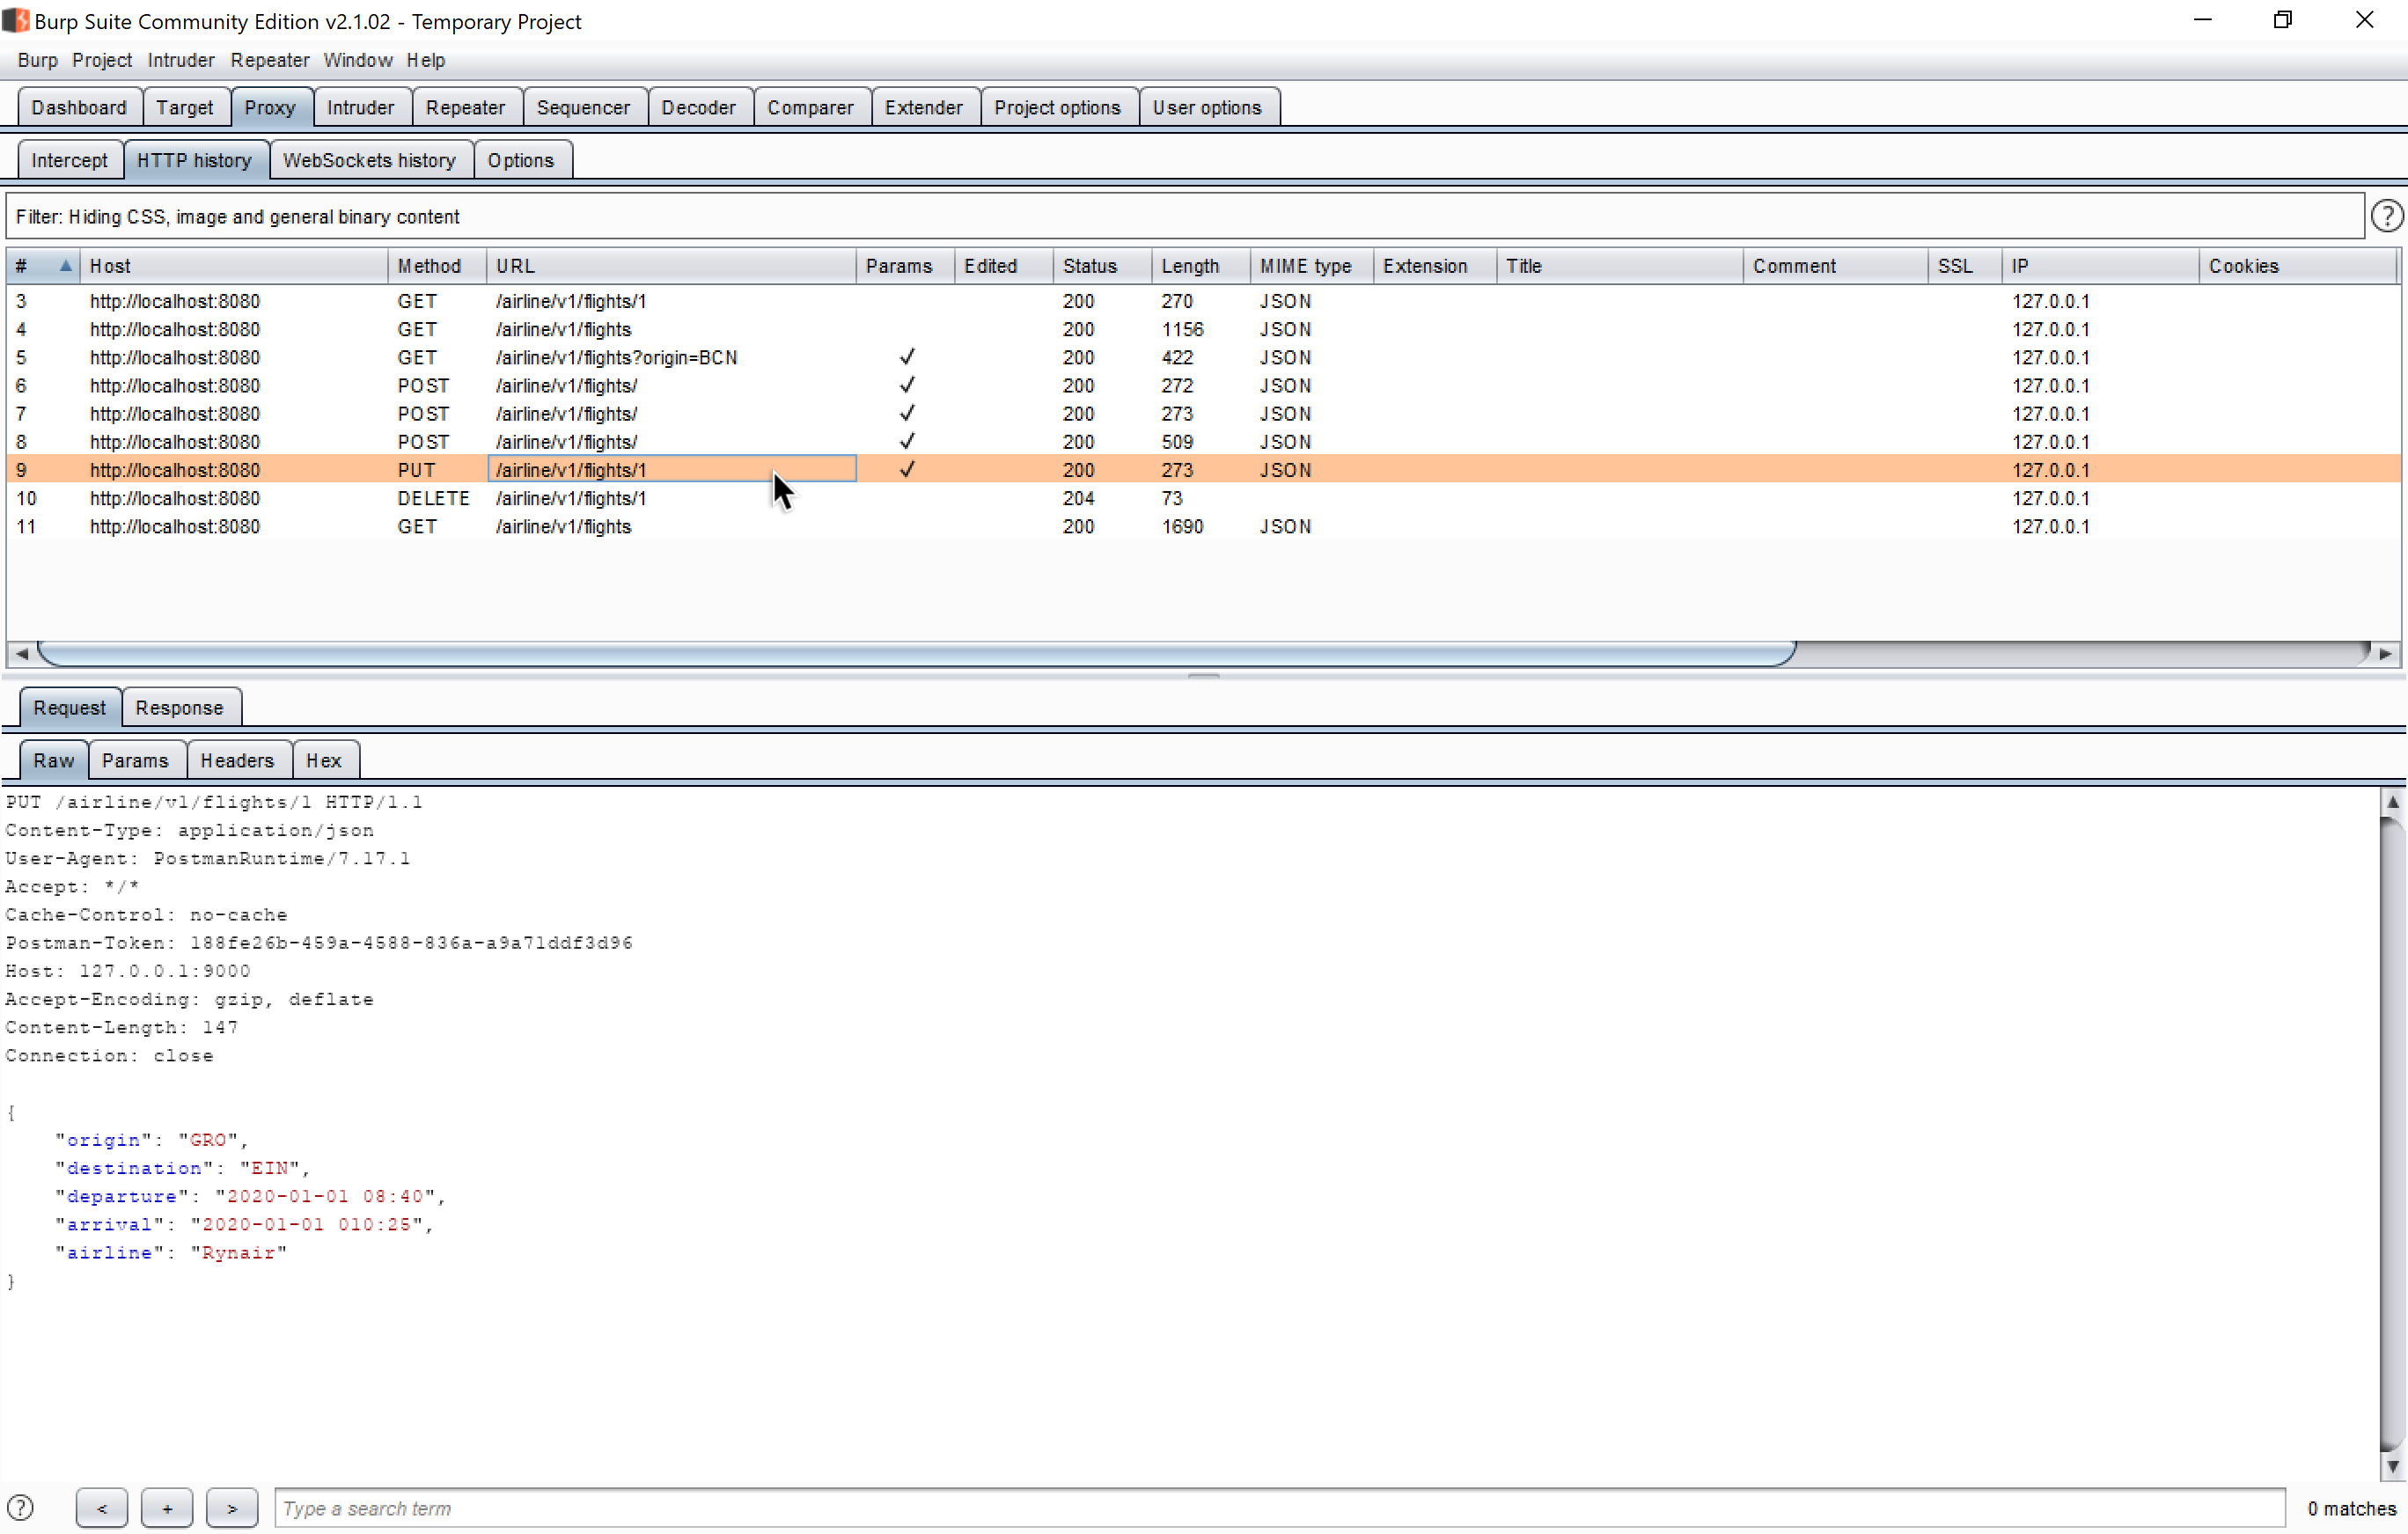 Burp Suite Community Edition v2.1.02 - Temporary Project
Burp Project Intruder Repeater Window Help
Dashboard Target Proxy Intruder Repeater Sequencer Decoder Comparer Extender Project options User options
Intercept HTTP history WebSockets history Options
Filter: Hiding CSS, image and general binary content ?
# Host Method URL Params Edited Status Length MIME type Extension Title Comment SSL IP Cookies
3 http://localhost:8080 GET /airline/v1/flights/1 200 270 JSON 127.0.0.1
4 http://localhost:8080 GET /airline/v1/flights 200 1156 JSON 127.0.0.1
5 http://localhost:8080 GET /airline/v1/flights?origin=BCN ✓ 200 422 JSON 127.0.0.1
6 http://localhost:8080 POST /airline/v1/flights/ ✓ 200 272 JSON 127.0.0.1
7 http://localhost:8080 POST /airline/v1/flights/ ✓ 200 273 JSON 127.0.0.1
8 http://localhost:8080 POST /airline/v1/flights/ ✓ 200 509 JSON 127.0.0.1
9 http://localhost:8080 PUT /airline/v1/flights/1 ✓ 200 273 JSON 127.0.0.1
10 http://localhost:8080 DELETE /airline/v1/flights/1 204 73 127.0.0.1
11 http://localhost:8080 GET /airline/v1/flights 200 1690 JSON 127.0.0.1
Request Response
Raw Params Headers Hex
PUT /airline/v1/flights/1 HTTP/1.1
Content-Type: application/json
User-Agent: PostmanRuntime/7.17.1
Accept: */*
Cache-Control: no-cache
Postman-Token: 188fe26b-459a-4588-836a-a9a71ddf3d96
Host: 127.0.0.1:9000
Accept-Encoding: gzip, deflate
Content-Length: 147
Connection: close
{
"origin": "GRO",
"destination": "EIN",
"departure": "2020-01-01 08:40",
"arrival": "2020-01-01 010:25",
"airline": "Rynair"
}
? < + > Type a search term 0 matches